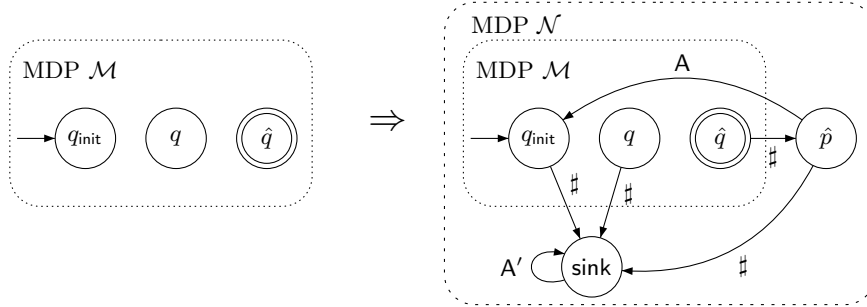 MDP 𝒩
MDP ℳ
MDP ℳ
A
q_init q q̂ ⇒ q_init q q̂ ♯ p̂
♯ ♯
A′ sink ♯